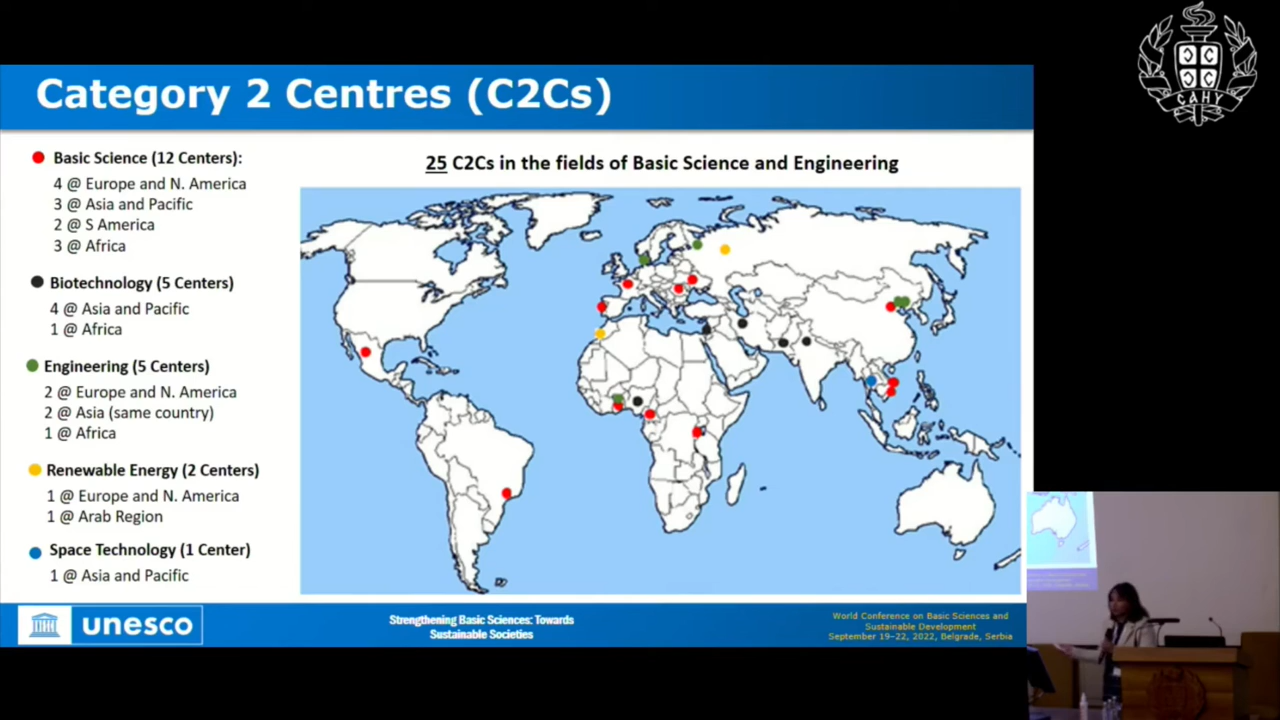 Category 2 Centres (C2Cs)
САНУ
Basic Science (12 Centers):
4 @ Europe and N. America
3 @ Asia and Pacific
2 @ S America
3 @ Africa
Biotechnology (5 Centers)
4 @ Asia and Pacific
1 @ Africa
Engineering (5 Centers)
2 @ Europe and N. America
2 @ Asia (same country)
1 @ Africa
Renewable Energy (2 Centers)
1 @ Europe and N. America
1 @ Arab Region
Space Technology (1 Center)
1 @ Asia and Pacific
25 C2Cs in the fields of Basic Science and Engineering
unesco
Strengthening Basic Sciences: Towards
Sustainable Societies
World Conference on Basic Sciences and
Sustainable Development
September 19-22, 2022, Belgrade, Serbia